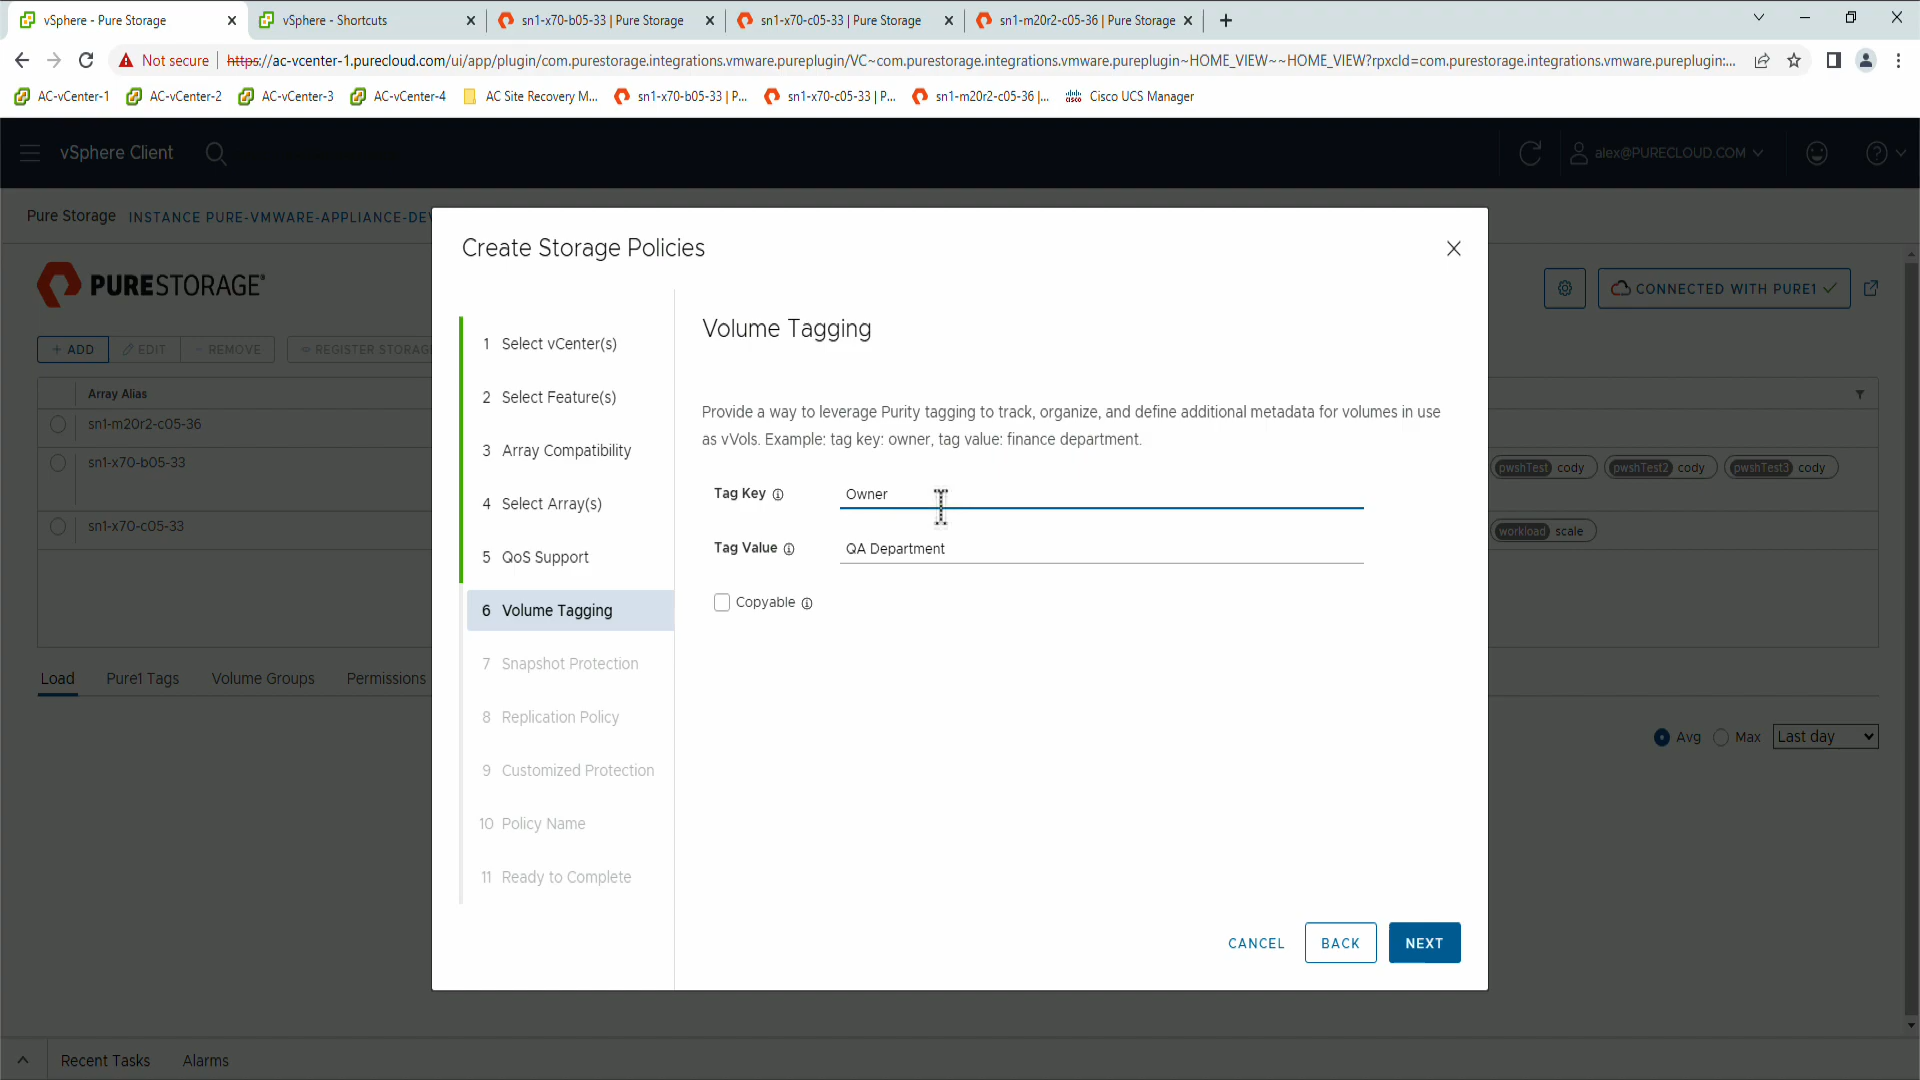 vSphere - Pure Storage
vSphere - Shortcuts
sn1-x70-b05-33 | Pure Storage
sn1-x70-c05-33 | Pure Storage
sn1-m20r2-c05-36 | Pure Storage
Not secure
https://ac-vcenter-1.purecloud.com/ui/app/plugin/com.purestorage.integrations.vmware.pureplugin/VC~com.purestorage.integrations.vmware.pureplugin~HOME_VIEW~~HOME_VIEW?rpxcId=com.purestorage.integrations.vmware.pureplugin:...
AC-vCenter-1
AC-vCenter-2
AC-vCenter-3
AC-vCenter-4
AC Site Recovery M...
sn1-x70-b05-33 | P...
sn1-x70-c05-33 | P...
sn1-m20r2-c05-36 |...
Cisco UCS Manager
vSphere Client
alex@PURECLOUD.COM
Pure Storage
INSTANCE PURE-VMWARE-APPLIANCE-DEV
PURESTORAGE®
CONNECTED WITH PURE1
+ ADD
EDIT
- REMOVE
REGISTER STORAG
Array Alias
sn1-m20r2-c05-36
sn1-x70-b05-33
pwshTest cody
pwshTest2 cody
pwshTest3 cody
sn1-x70-c05-33
workload scale
Load
Pure1 Tags
Volume Groups
Permissions
Avg
Max
Last day
Create Storage Policies
1 Select vCenter(s)
2 Select Feature(s)
3 Array Compatibility
4 Select Array(s)
5 QoS Support
6 Volume Tagging
7 Snapshot Protection
8 Replication Policy
9 Customized Protection
10 Policy Name
11 Ready to Complete
Volume Tagging
Provide a way to leverage Purity tagging to track, organize, and define additional metadata for volumes in use
as vVols. Example: tag key: owner, tag value: finance department.
Tag Key
Owner
Tag Value
QA Department
Copyable
CANCEL
BACK
NEXT
Recent Tasks
Alarms